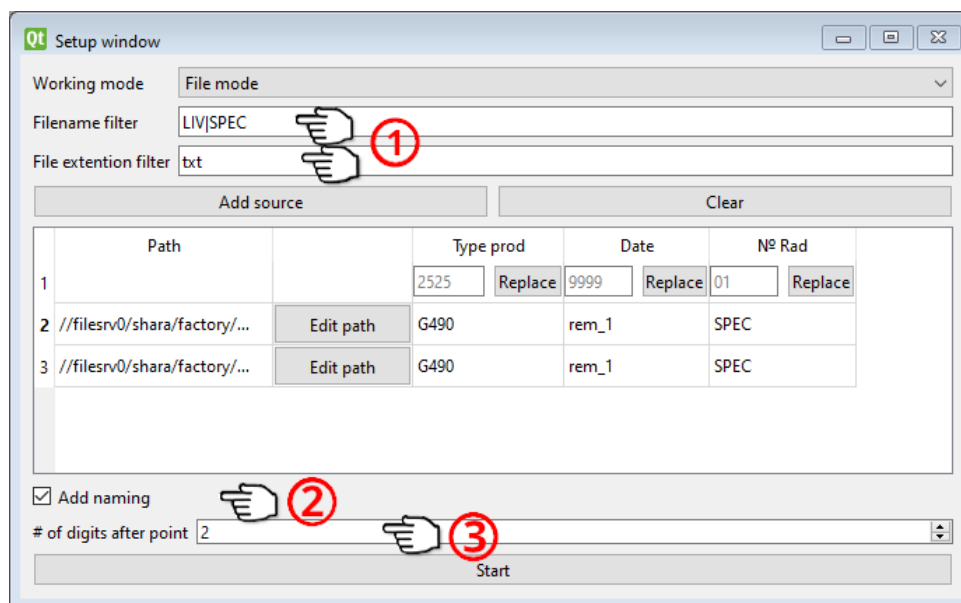 Qt Setup window
Working mode File mode
Filename filter LIV|SPEC
1
File extention filter txt
Add source Clear
Path Type prod Date Nº Rad
1 2525 Replace 9999 Replace 01 Replace
2 //filesrv0/shara/factory/... Edit path G490 rem_1 SPEC
3 //filesrv0/shara/factory/... Edit path G490 rem_1 SPEC
Add naming 2
# of digits after point 2 3
Start